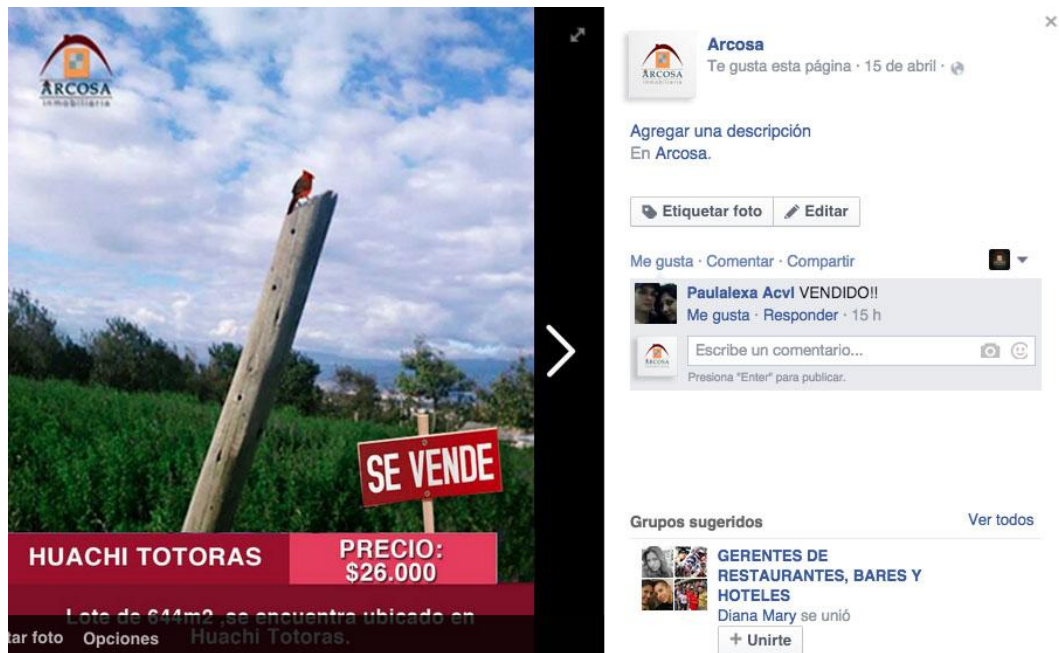 ARCOSA
inmobiliaria
SE VENDE
HUACHI TOTORAS
PRECIO:
$26.000
Lote de 644m2 ,se encuentra ubicado en
Huachi Totoras.
tar foto Opciones
Arcosa
Te gusta esta página · 15 de abril ·
ARCOSA
Agregar una descripción
En Arcosa.
Etiquetar foto Editar
Me gusta · Comentar · Compartir
Paulalexa Acvl VENDIDO!!
Me gusta · Responder · 15 h
ARCOSA
Escribe un comentario...
Presiona "Enter" para publicar.
Grupos sugeridos Ver todos
GERENTES DE
RESTAURANTES, BARES Y
HOTELES
Diana Mary se unió
+ Unirte